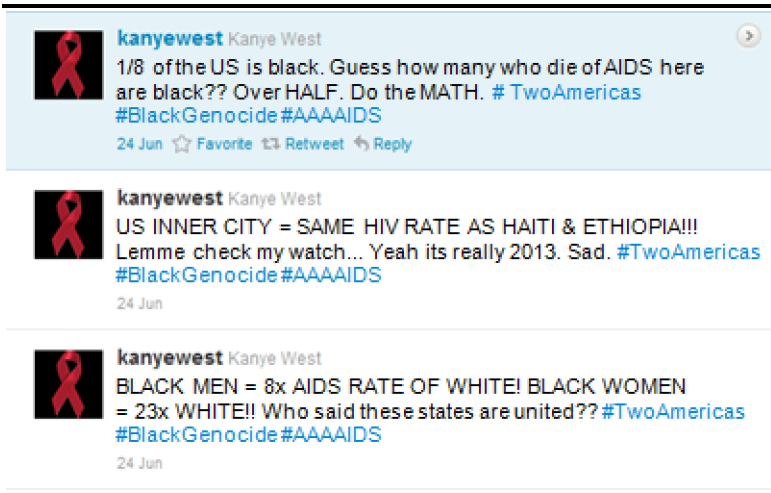 kanyewest Kanye West
1/8 of the US is black. Guess how many who die of AIDS here
are black?? Over HALF. Do the MATH. # TwoAmericas
#BlackGenocide #AAAAIDS
24 Jun Favorite Retweet Reply
kanyewest Kanye West
US INNER CITY = SAME HIV RATE AS HAITI & ETHIOPIA!!!
Lemme check my watch... Yeah its really 2013. Sad. #TwoAmericas
#BlackGenocide #AAAAIDS
24 Jun
kanyewest Kanye West
BLACK MEN = 8x AIDS RATE OF WHITE! BLACK WOMEN
= 23x WHITE!! Who said these states are united?? #TwoAmericas
#BlackGenocide #AAAAIDS
24 Jun